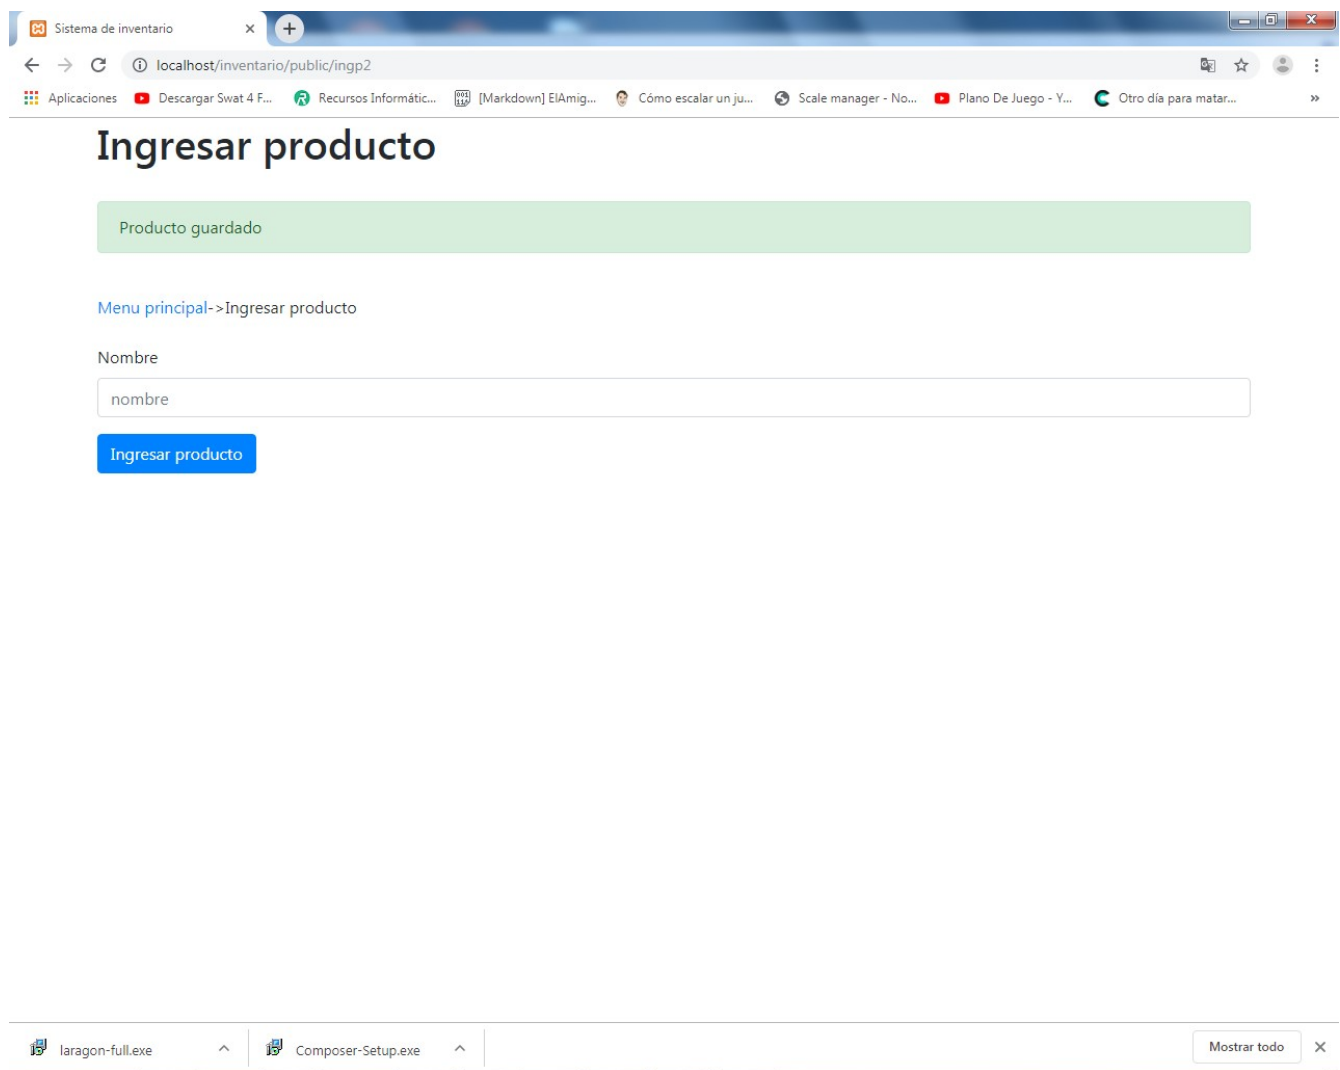 Sistema de inventario
localhost/inventario/public/ingp2
Aplicaciones Descargar Swat 4 F... Recursos Informátic... [Markdown] ElAmig... Cómo escalar un ju... Scale manager - No... Plano De Juego - Y... Otro día para matar... »
Ingresar producto
Producto guardado
Menu principal->Ingresar producto
Nombre
nombre
Ingresar producto
laragon-full.exe Composer-Setup.exe Mostrar todo